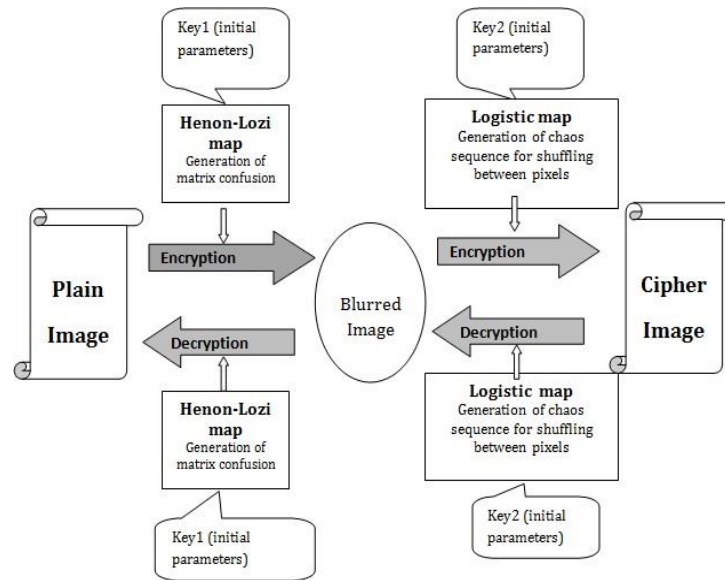 Key1 (initial
parameters)
Key2 (initial
parameters)
Henon-Lozi
map
Generation of
matrix confusion
Logistic map
Generation of chaos
sequence for shuffling
between pixels
Encryption
Encryption
Plain
Image
Blurred
Image
Cipher
Image
Decryption
Decryption
Henon-Lozi
map
Generation of
matrix confusion
Logistic map
Generation of chaos
sequence for shuffling
between pixels
Key1 (initial
parameters)
Key2 (initial
parameters)